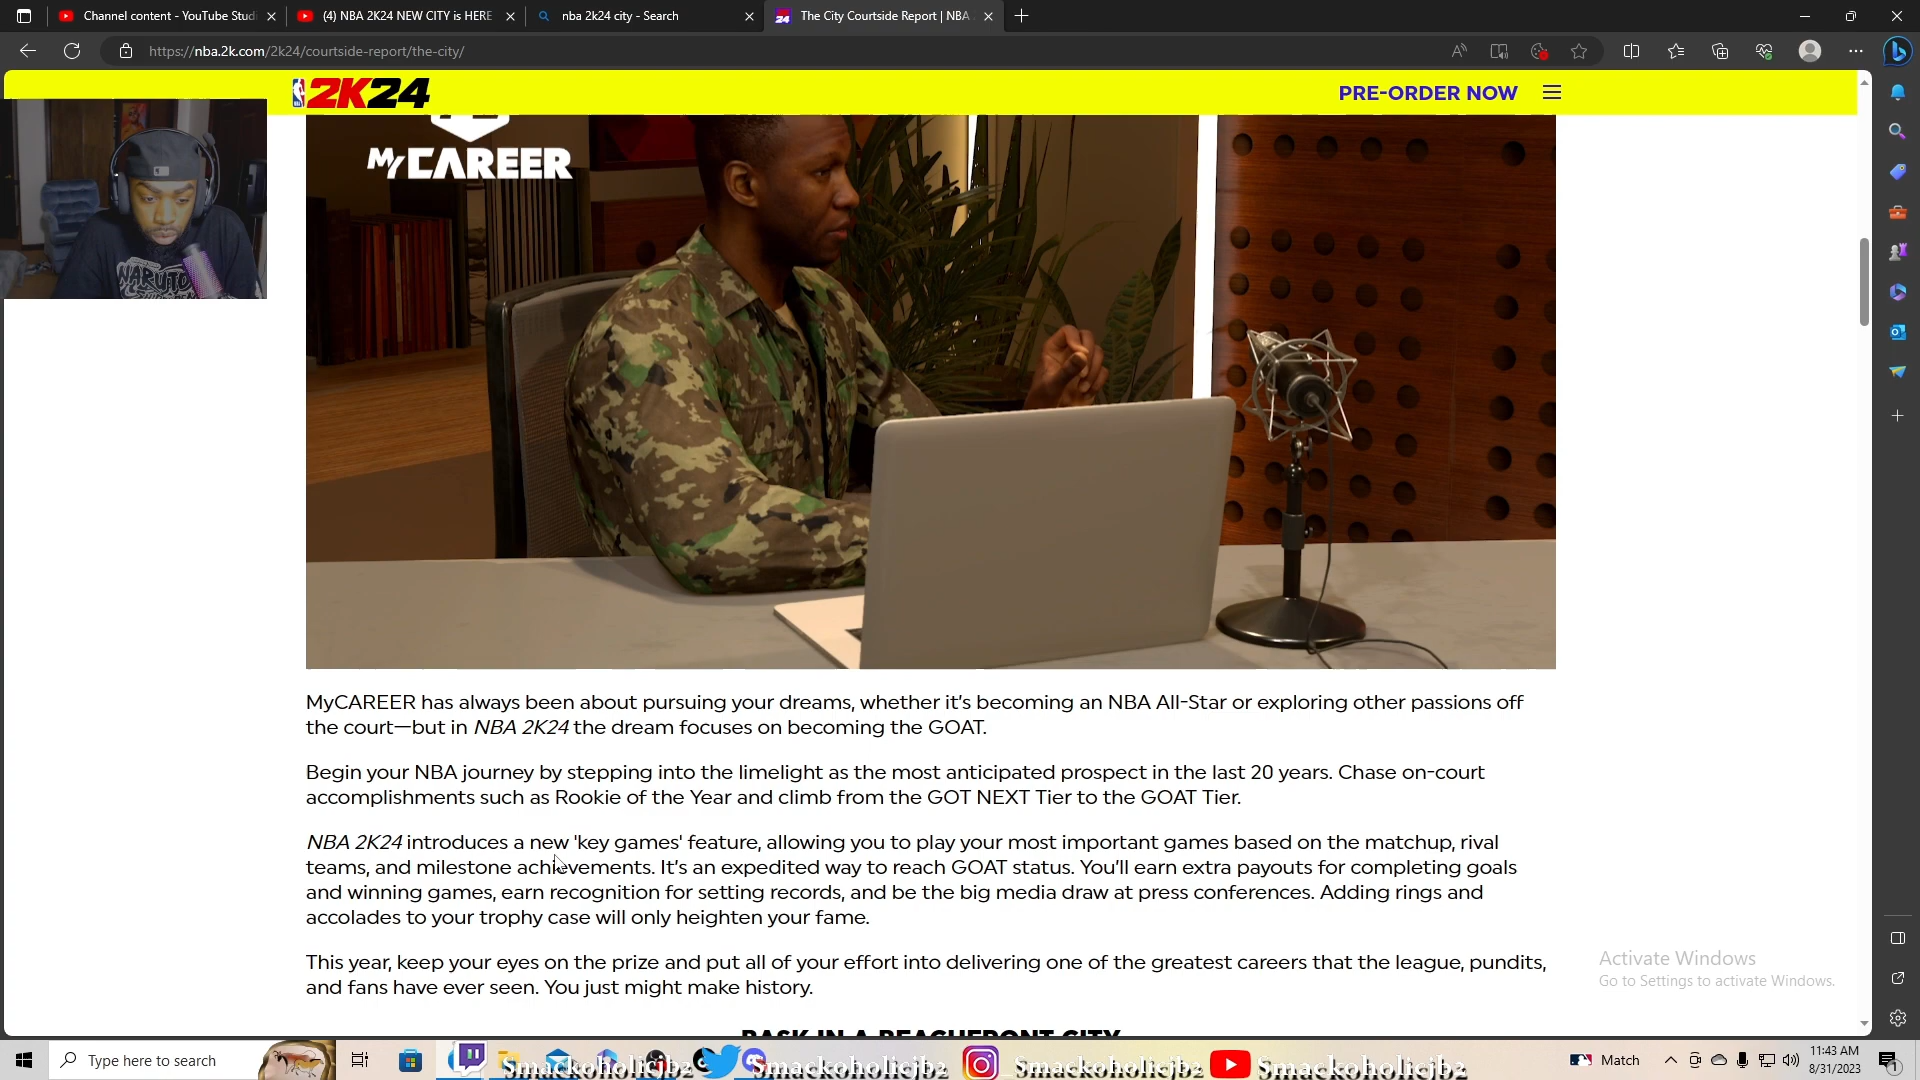 Channel content - YouTube Studi
(4) NBA 2K24 NEW CITY is HERE
nba 2k24 city - Search
24 The City Courtside Report | NBA
https://nba.2k.com/2k24/courtside-report/the-city/
2K24
PRE-ORDER NOW
MyCAREER
NARUTO
MyCAREER has always been about pursuing your dreams, whether it's becoming an NBA All-Star or exploring other passions off
the court—but in NBA 2K24 the dream focuses on becoming the GOAT.
Begin your NBA journey by stepping into the limelight as the most anticipated prospect in the last 20 years. Chase on-court
accomplishments such as Rookie of the Year and climb from the GOT NEXT Tier to the GOAT Tier.
NBA 2K24 introduces a new 'key games' feature, allowing you to play your most important games based on the matchup, rival
teams, and milestone achievements. It's an expedited way to reach GOAT status. You'll earn extra payouts for completing goals
and winning games, earn recognition for setting records, and be the big media draw at press conferences. Adding rings and
accolades to your trophy case will only heighten your fame.
This year, keep your eyes on the prize and put all of your effort into delivering one of the greatest careers that the league, pundits,
and fans have ever seen. You just might make history.
BASK IN A BEACHFRONT CITY
Activate Windows
Go to Settings to activate Windows.
Type here to search
Smackoholicjb2
Smackoholicjb2
Smackoholicjb2
Smackoholicjb2
Match
11:43 AM
8/31/2023
1